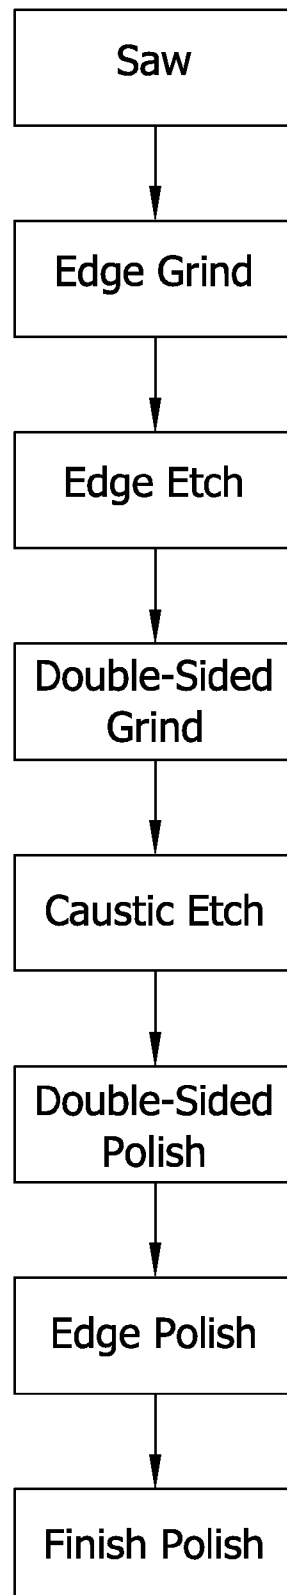 Saw
Edge Grind
Edge Etch
Double-Sided
Grind
Caustic Etch
Double-Sided
Polish
Edge Polish
Finish Polish